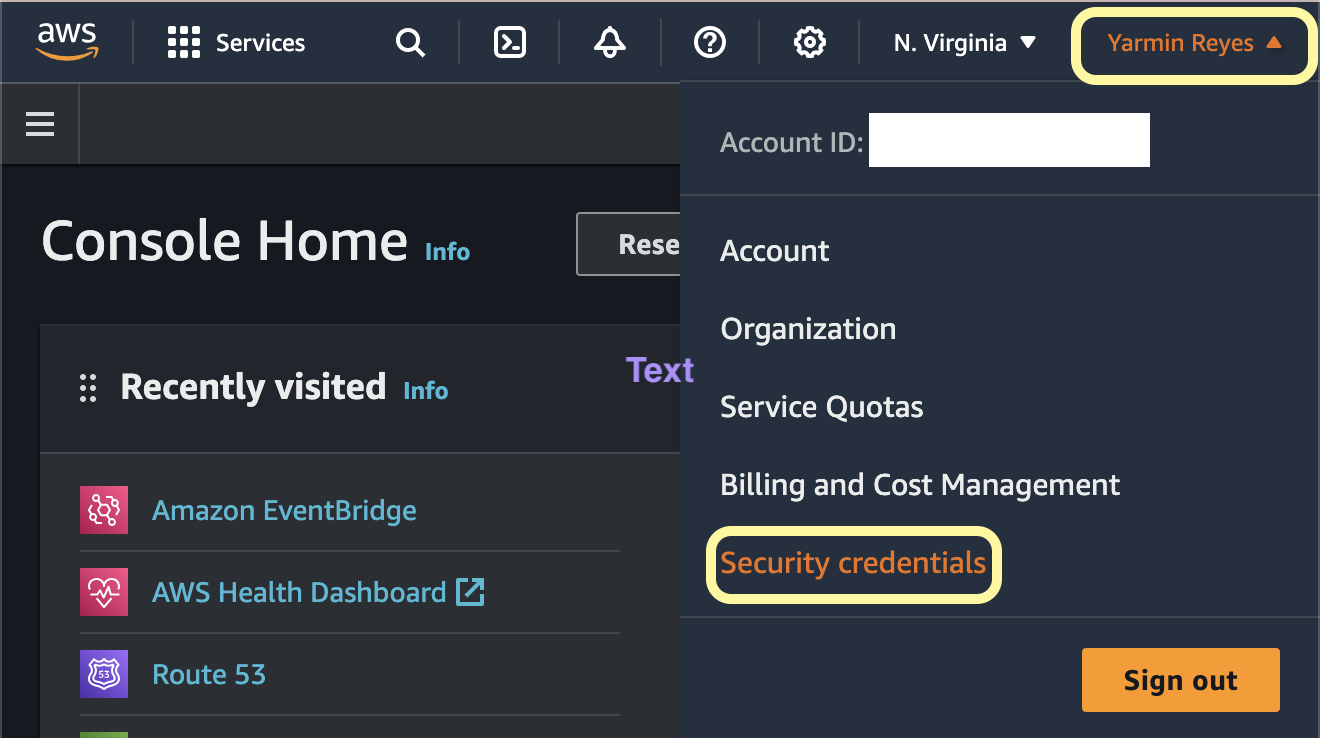 aws
Services
N. Virginia
Yarmin Reyes
Account ID:
Console Home Info
Rese
Account
Organization
Recently visited Info
Text
Service Quotas
Billing and Cost Management
Amazon EventBridge
Security credentials
AWS Health Dashboard
53
Route 53
Sign out